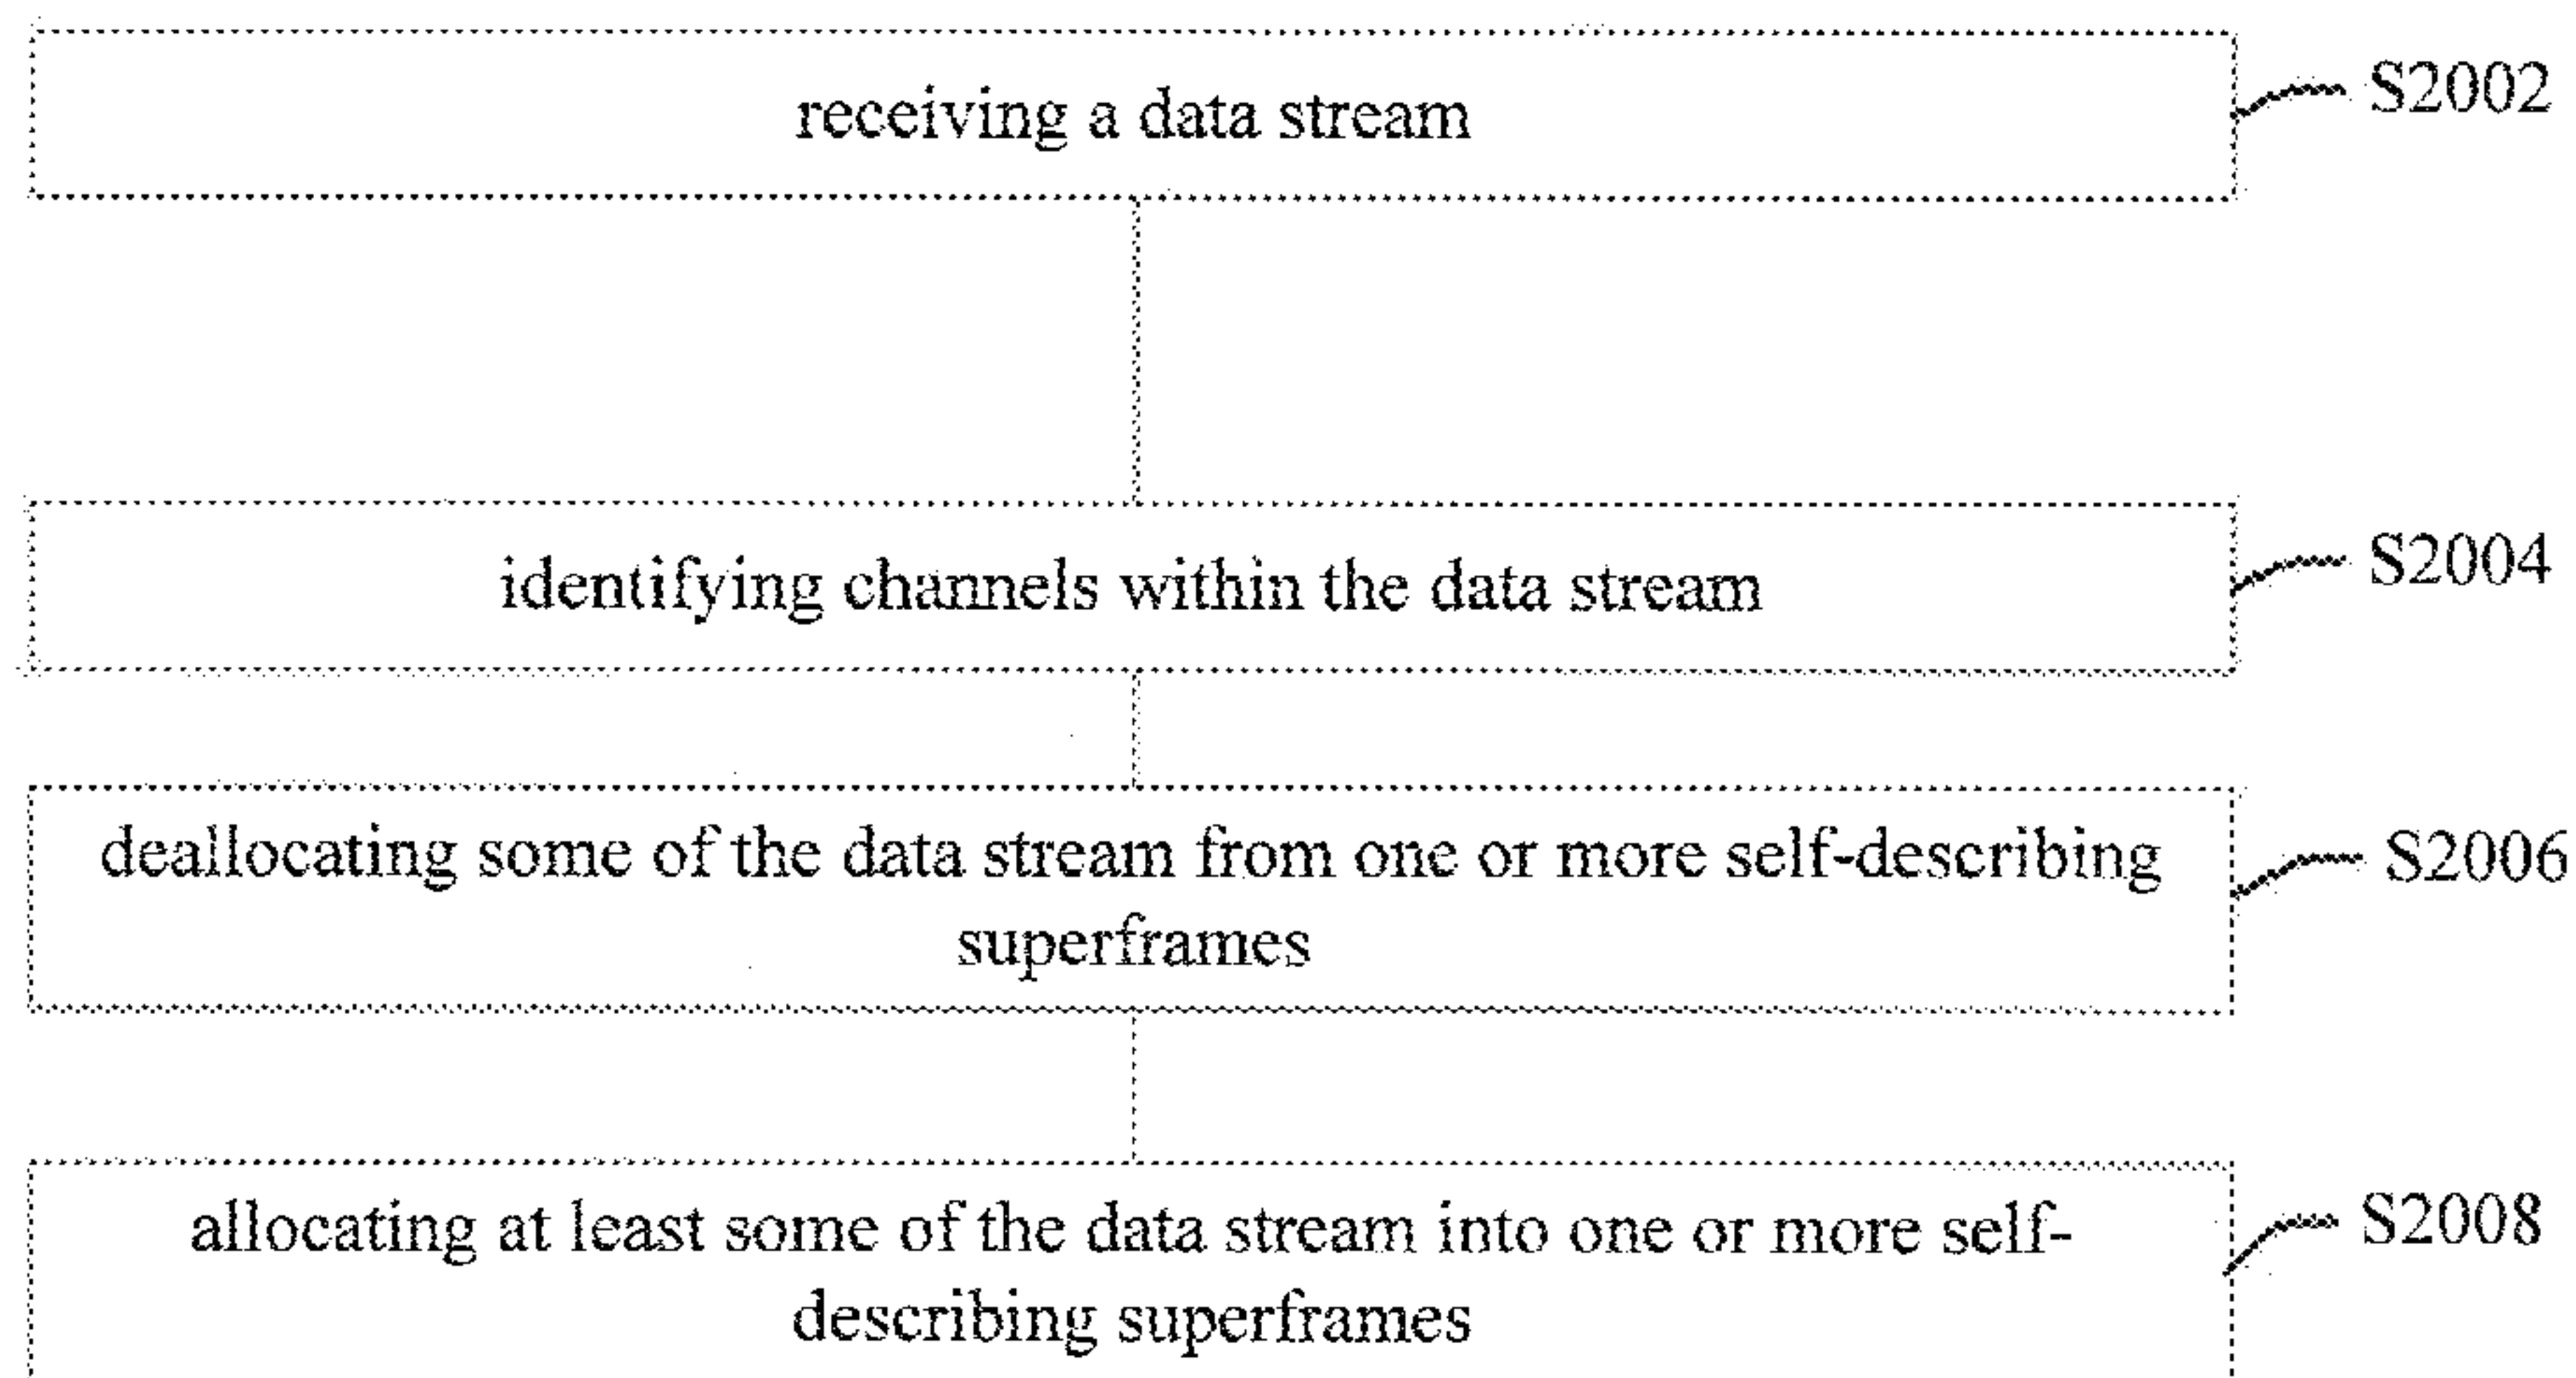 receiving a data stream
S2002
identifying channels within the data stream
S2004
deallocating some of the data stream from one or more self-describing
superframes
S2006
allocating at least some of the data stream into one or more self-
describing superframes
S2008